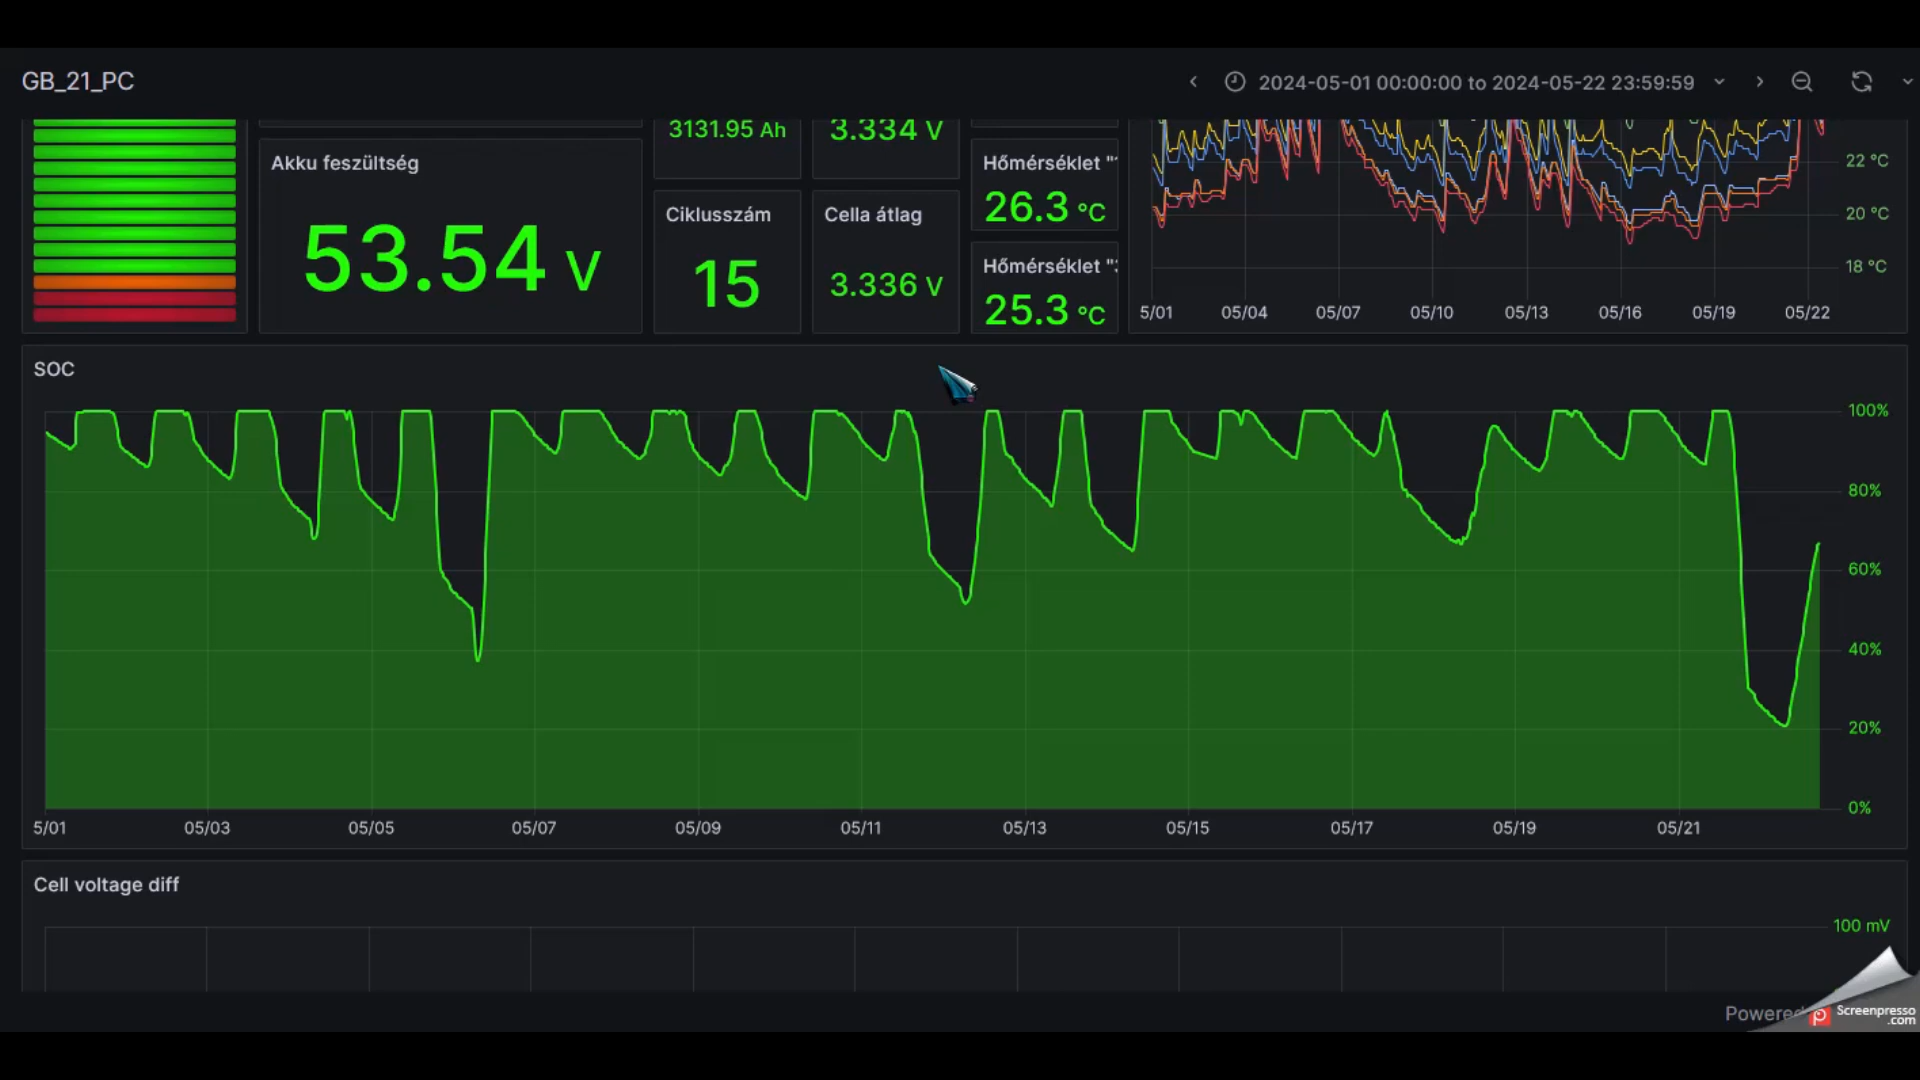 GB_21_PC
2024-05-01 00:00:00 to 2024-05-22 23:59:59
3131.95 Ah
3.334 V
Akku feszültség
53.54 V
Ciklusszám
15
Cella átlag
3.336 V
Hőmérséklet "
26.3 °C
Hőmérséklet "
25.3 °C
22 °C
20 °C
18 °C
5/01 05/04 05/07 05/10 05/13 05/16 05/19 05/22
SOC
100%
80%
60%
40%
20%
0%
5/01 05/03 05/05 05/07 05/09 05/11 05/13 05/15 05/17 05/19 05/21
Cell voltage diff
100 mV
Powered
Screenpresso
.com